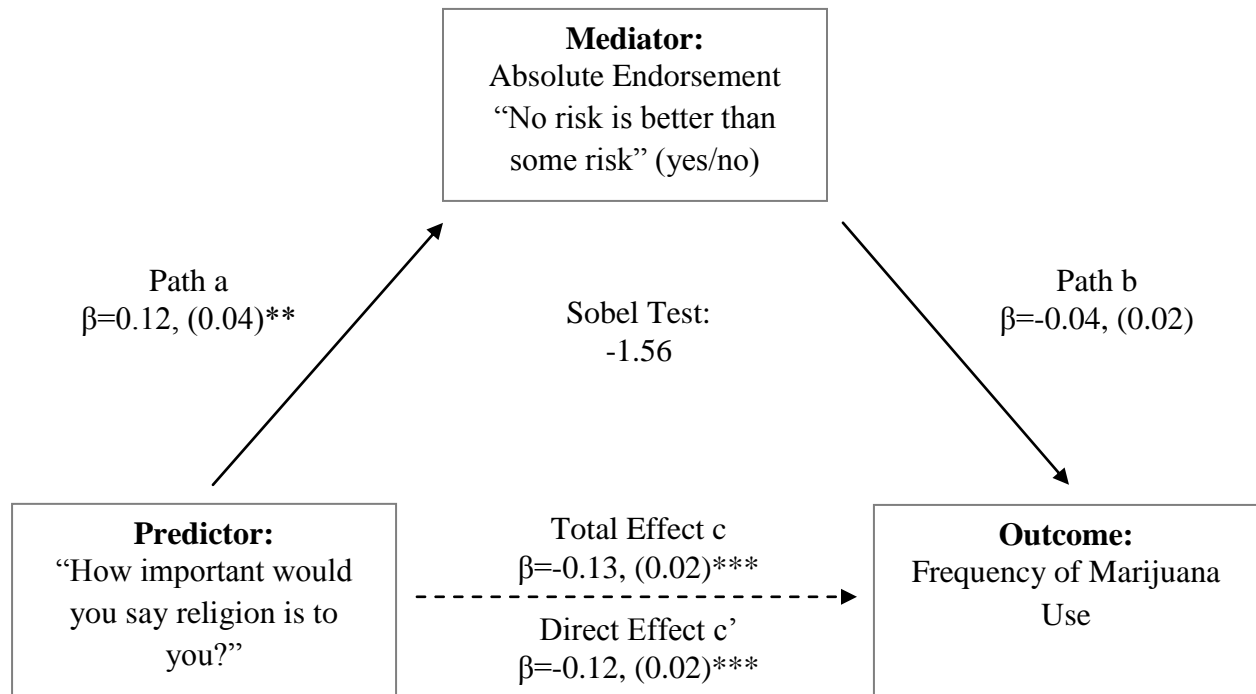 Mediator:
Absolute Endorsement
“No risk is better than
some risk” (yes/no)
Path a
β=0.12, (0.04)**
Sobel Test:
-1.56
Path b
β=-0.04, (0.02)
Predictor:
“How important would
you say religion is to
you?”
Total Effect c
β=-0.13, (0.02)***
Direct Effect c’
β=-0.12, (0.02)***
Outcome:
Frequency of Marijuana
Use